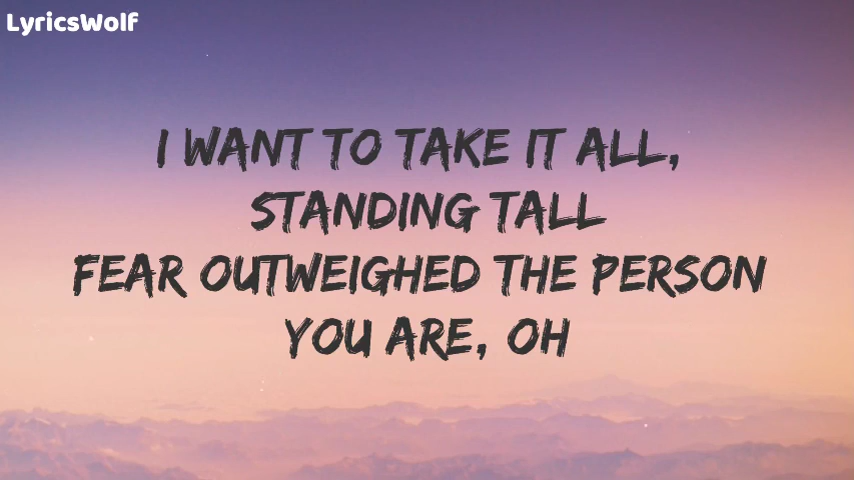 LyricsWolf
I WANT TO TAKE IT ALL,
STANDING TALL
FEAR OUTWEIGHED THE PERSON
YOU ARE, OH